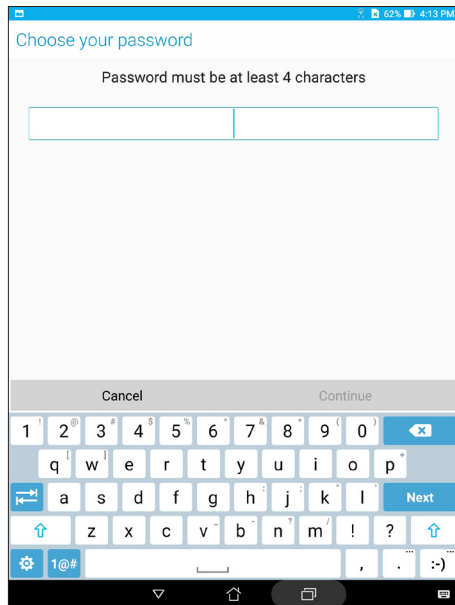 62% 4:13 PM
Choose your password
Password must be at least 4 characters
Cancel Continue
1 ! 2 @ 3 # 4 $ 5 % 6 ^ 7 & 8 * 9 ( 0 )
q [ w ] e r t y u i o p +
a s d f g h : j ; k " l ' Next
z x c v - b - n ? m / ! ?
1@# , . ... :-) ...